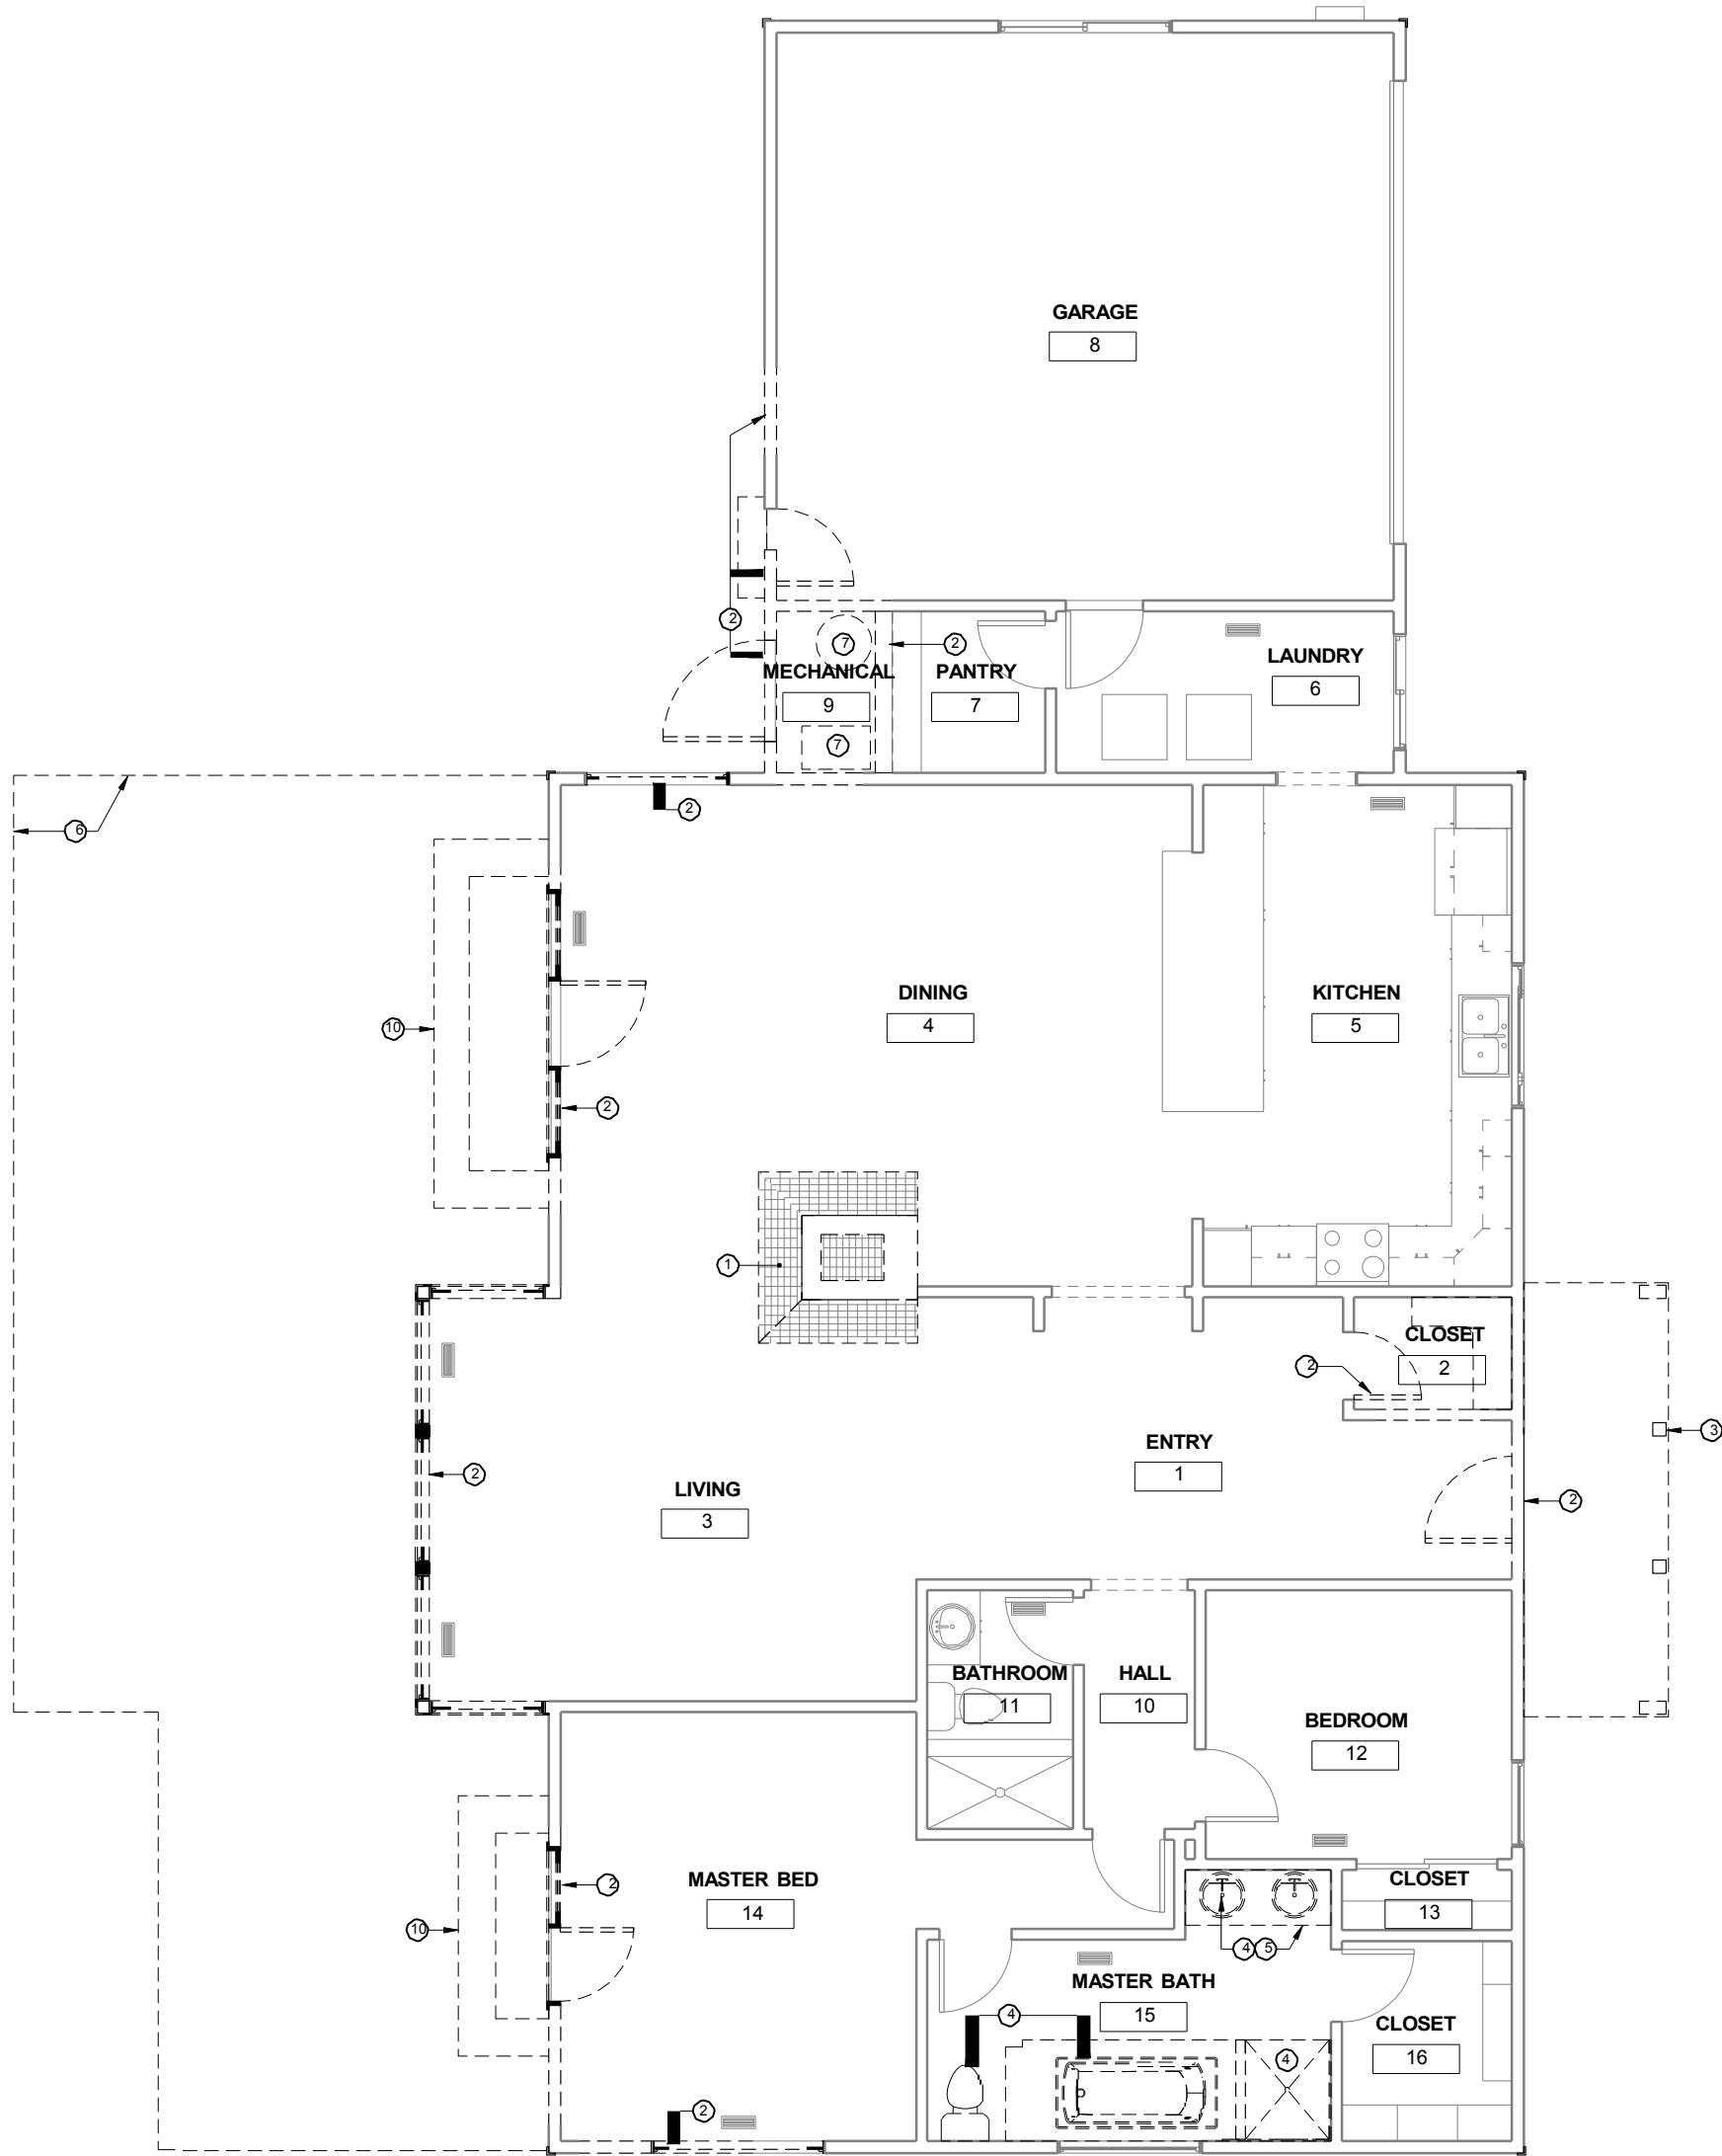 GARAGE
8
2
7
2
MECHANICAL
9
PANTRY
7
LAUNDRY
6
7
2
6
DINING
4
KITCHEN
5
10
2
1
CLOSET
2
2
3
ENTRY
1
2
LIVING
3
2
BATHROOM
11
HALL
10
BEDROOM
12
MASTER BED
14
2
10
CLOSET
13
4
5
MASTER BATH
15
4
CLOSET
16
4
2